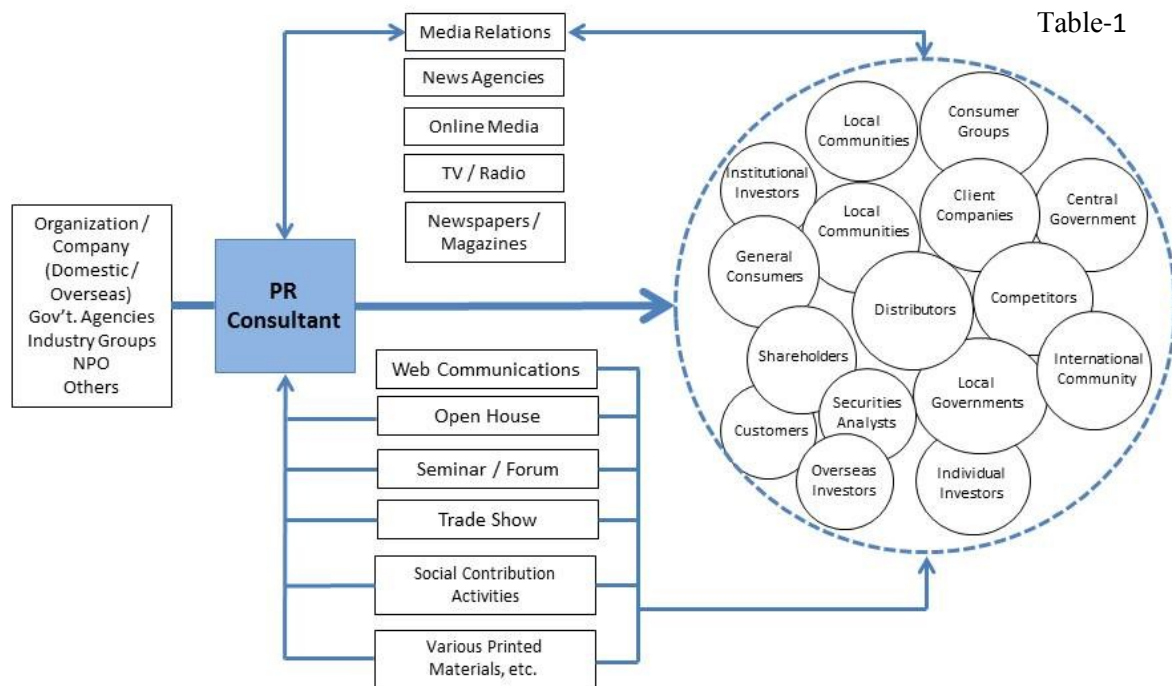 Table-1
Media Relations
News Agencies
Online Media
TV / Radio
Newspapers /
Magazines
Organization /
Company
(Domestic /
Overseas)
Gov’t. Agencies
Industry Groups
NPO
Others
PR
Consultant
Web Communications
Open House
Seminar / Forum
Trade Show
Social Contribution
Activities
Various Printed
Materials, etc.
Local
Communities
Consumer
Groups
Institutional
Investors
Local
Communities
Client
Companies
Central
Government
General
Consumers
Distributors
Competitors
Shareholders
International
Community
Customers
Securities
Analysts
Local
Governments
Overseas
Investors
Individual
Investors